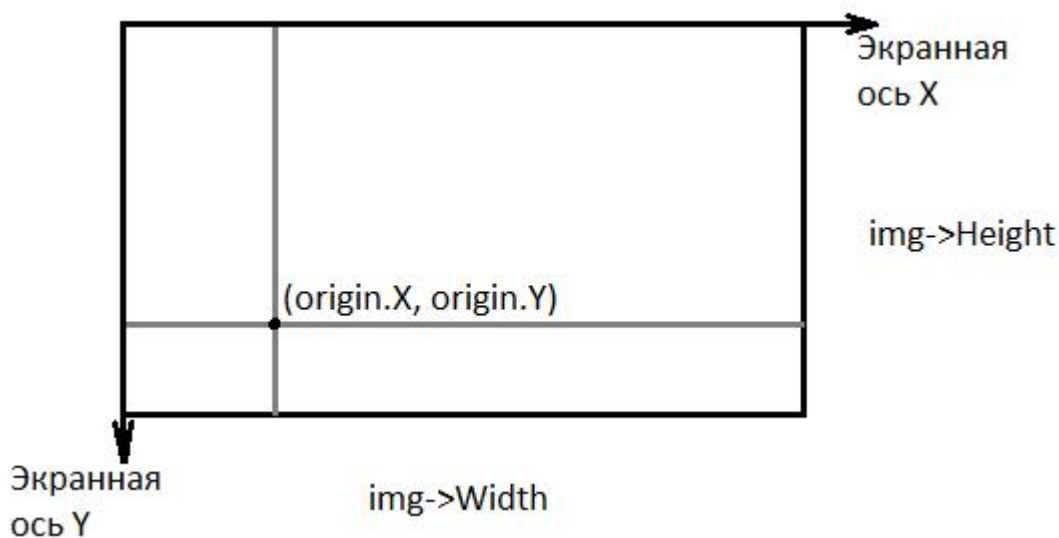 Экранная
ось X
img->Height
(origin.X, origin.Y)
Экранная
ось Y
img->Width